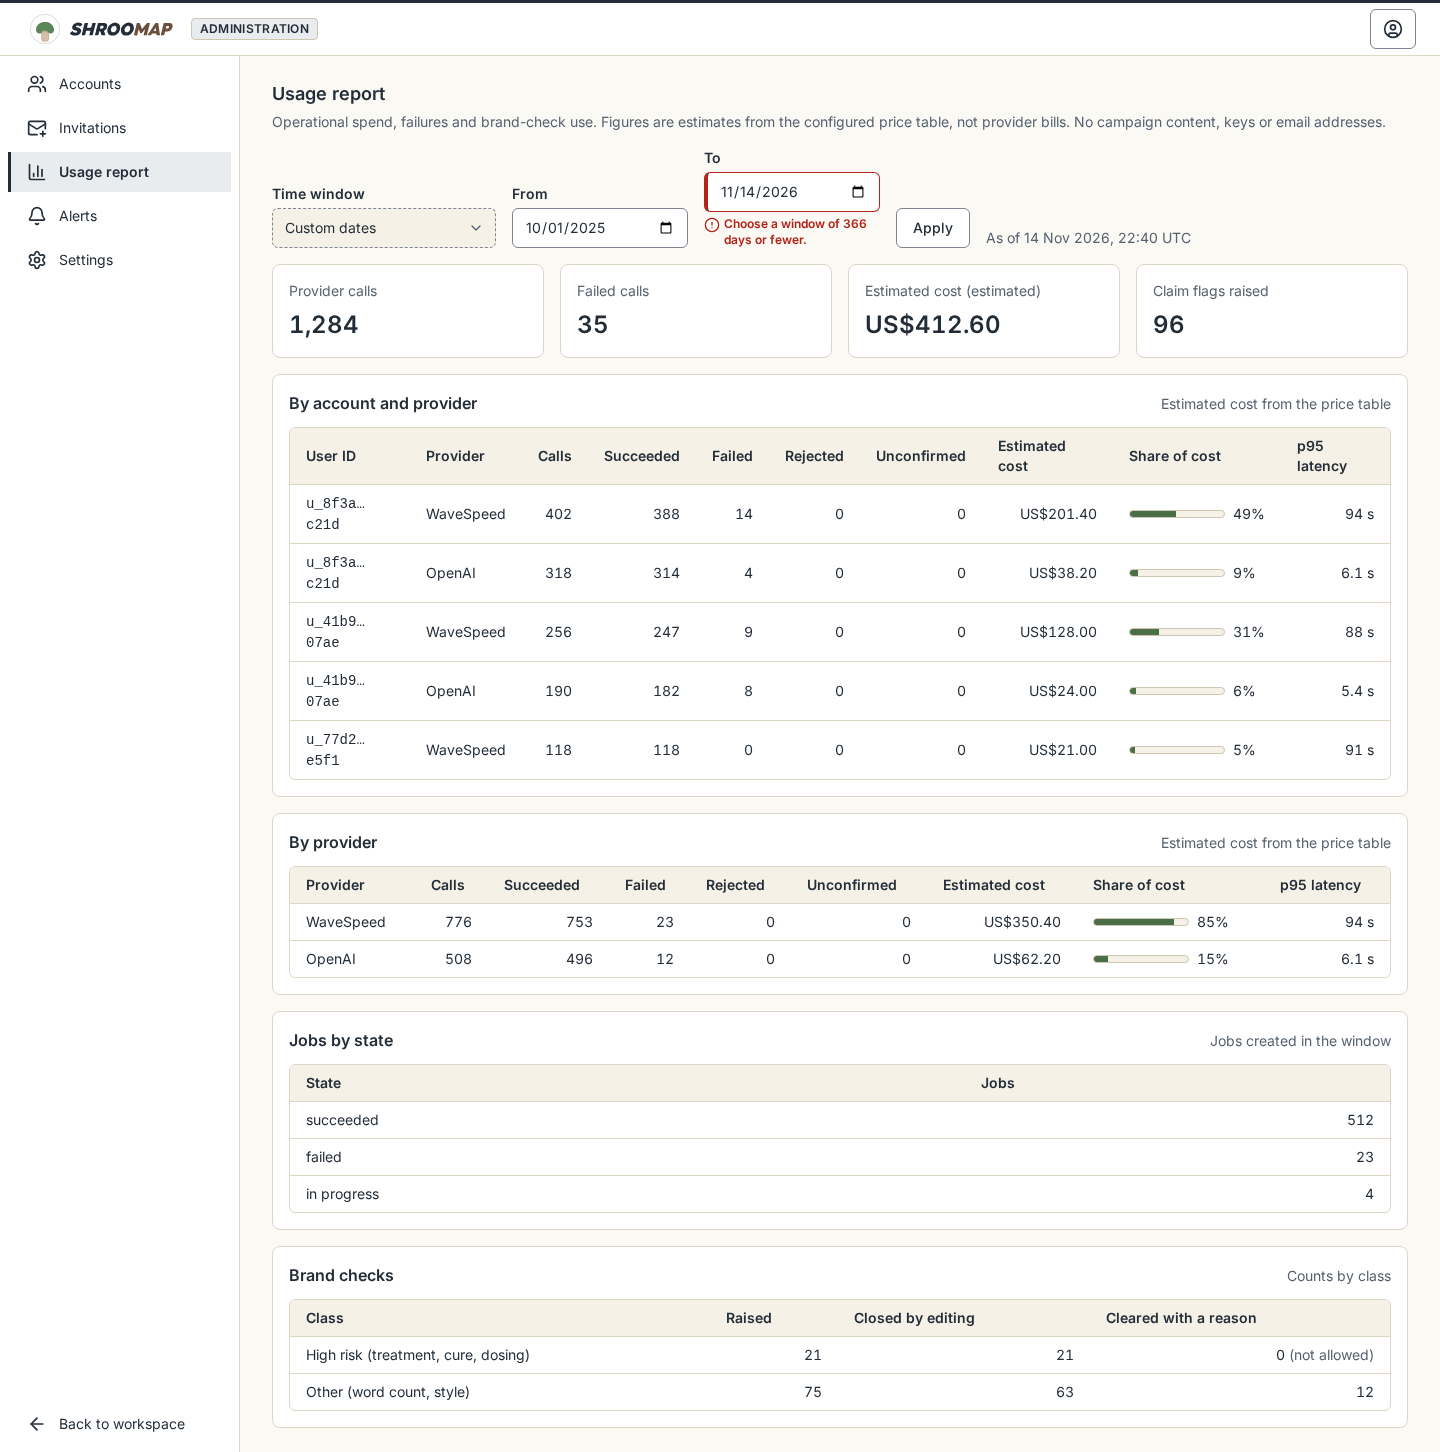 SHROOMAP ADMINISTRATION
Accounts
Invitations
Usage report
Alerts
Settings
Back to workspace
Usage report
Operational spend, failures and brand-check use. Figures are estimates from the configured price table, not provider bills. No campaign content, keys or email addresses.
Time window
Custom dates
From
10/01/2025
To
11/14/2026
Choose a window of 366
days or fewer.
Apply
As of 14 Nov 2026, 22:40 UTC
Provider calls
1,284
Failed calls
35
Estimated cost (estimated)
US$412.60
Claim flags raised
96
By account and provider
Estimated cost from the price table
User ID Provider Calls Succeeded Failed Rejected Unconfirmed Estimated cost Share of cost p95 latency
u_8f3a…
c21d WaveSpeed 402 388 14 0 0 US$201.40 49% 94 s
u_8f3a…
c21d OpenAI 318 314 4 0 0 US$38.20 9% 6.1 s
u_41b9…
07ae WaveSpeed 256 247 9 0 0 US$128.00 31% 88 s
u_41b9…
07ae OpenAI 190 182 8 0 0 US$24.00 6% 5.4 s
u_77d2…
e5f1 WaveSpeed 118 118 0 0 0 US$21.00 5% 91 s
By provider
Estimated cost from the price table
Provider Calls Succeeded Failed Rejected Unconfirmed Estimated cost Share of cost p95 latency
WaveSpeed 776 753 23 0 0 US$350.40 85% 94 s
OpenAI 508 496 12 0 0 US$62.20 15% 6.1 s
Jobs by state
Jobs created in the window
State Jobs
succeeded 512
failed 23
in progress 4
Brand checks
Counts by class
Class Raised Closed by editing Cleared with a reason
High risk (treatment, cure, dosing) 21 21 0 (not allowed)
Other (word count, style) 75 63 12